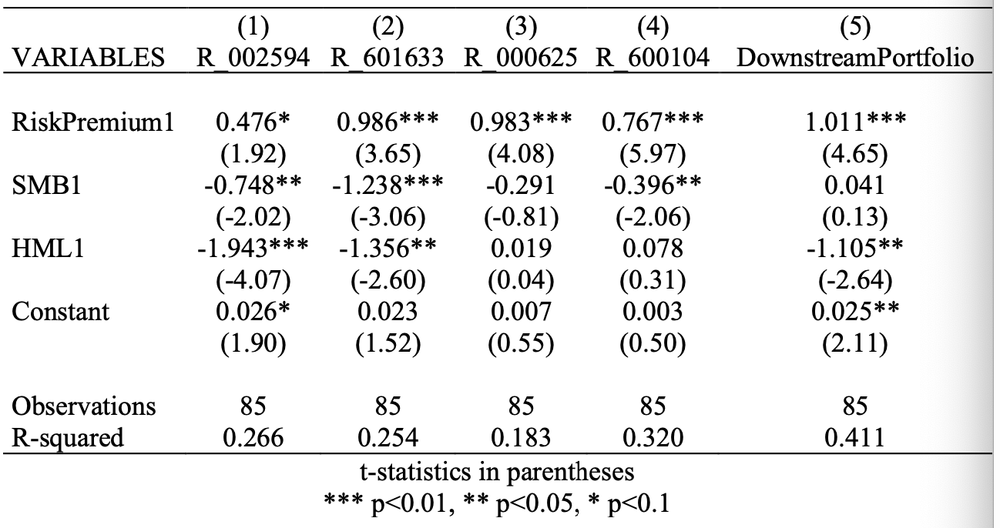 (1) (2) (3) (4) (5)
VARIABLES R_002594 R_601633 R_000625 R_600104 DownstreamPortfolio
RiskPremium1 0.476* 0.986*** 0.983*** 0.767*** 1.011***
(1.92) (3.65) (4.08) (5.97) (4.65)
SMB1 -0.748** -1.238*** -0.291 -0.396** 0.041
(-2.02) (-3.06) (-0.81) (-2.06) (0.13)
HML1 -1.943*** -1.356** 0.019 0.078 -1.105**
(-4.07) (-2.60) (0.04) (0.31) (-2.64)
Constant 0.026* 0.023 0.007 0.003 0.025**
(1.90) (1.52) (0.55) (0.50) (2.11)
Observations 85 85 85 85 85
R-squared 0.266 0.254 0.183 0.320 0.411
t-statistics in parentheses
*** p<0.01, ** p<0.05, * p<0.1